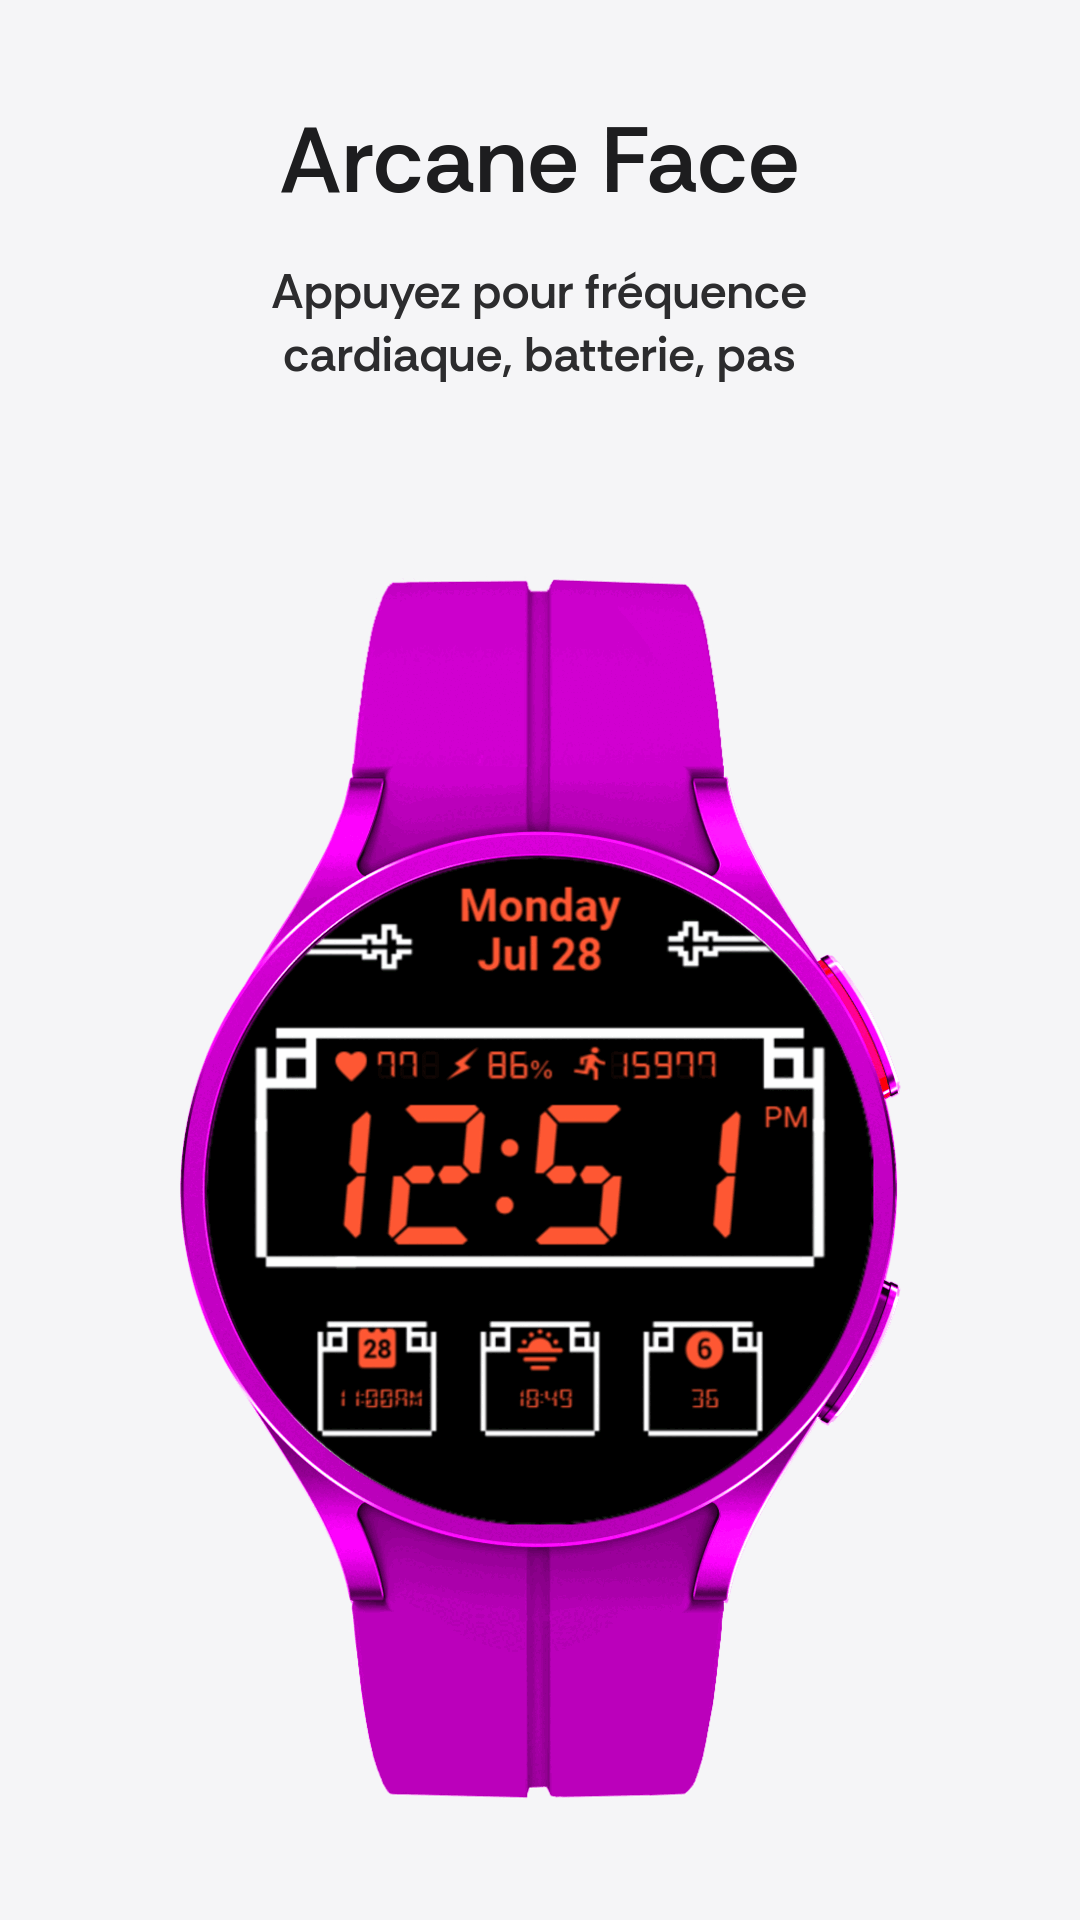 Arcane Face
Appuyez pour fréquence
cardiaque, batterie, pas
Monday
Jul 28
77 86% 15977
12:51 PM
28 6
11:00AM 18:49 36